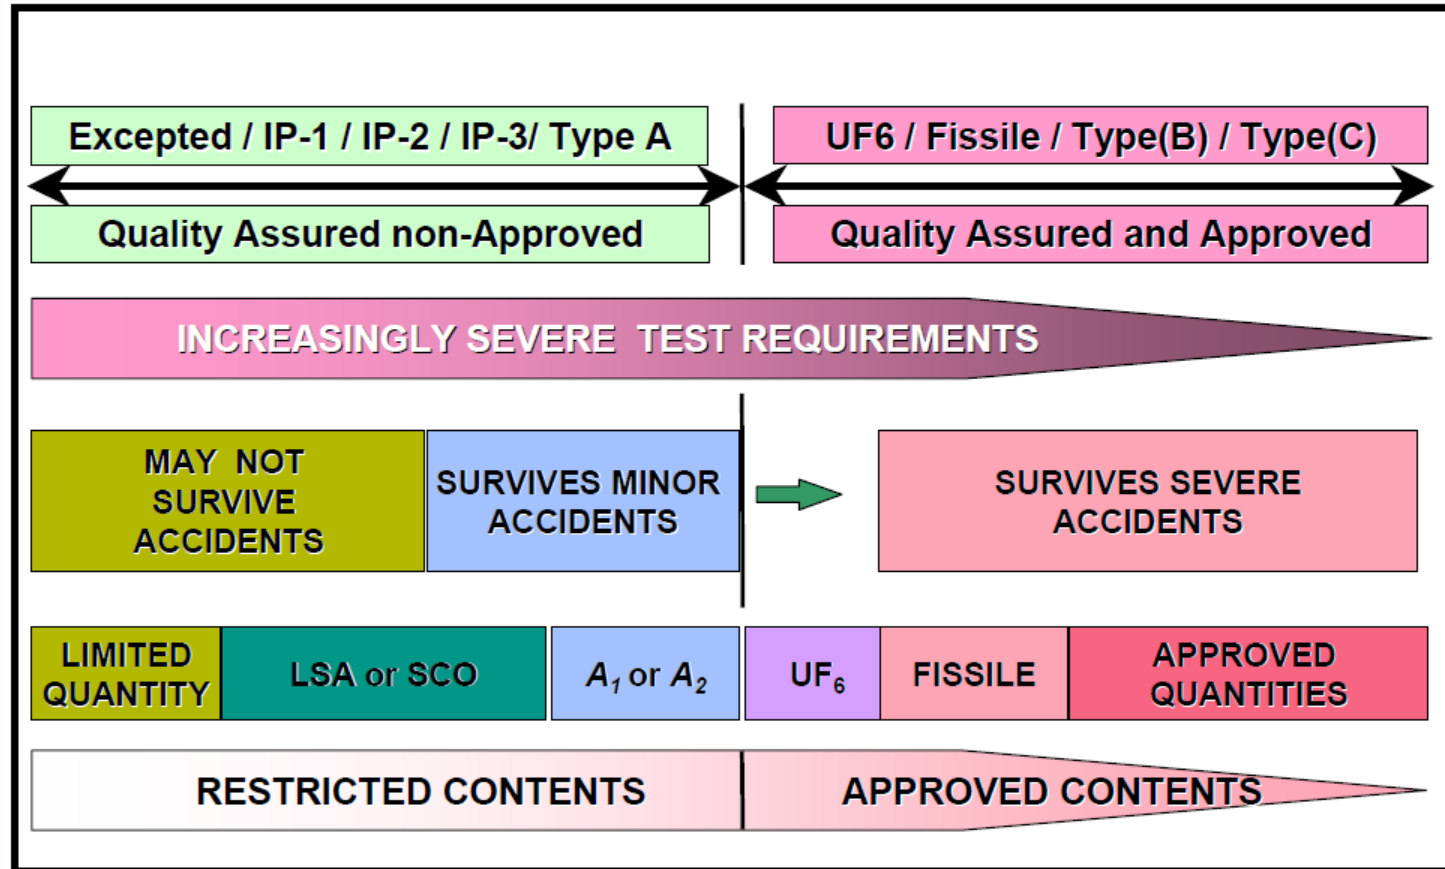 Excepted / IP-1 / IP-2 / IP-3/ Type A
UF6 / Fissile / Type(B) / Type(C)
Quality Assured non-Approved
Quality Assured and Approved
INCREASINGLY SEVERE TEST REQUIREMENTS
MAY NOT
SURVIVE
ACCIDENTS
SURVIVES MINOR
ACCIDENTS
SURVIVES SEVERE
ACCIDENTS
LIMITED
QUANTITY
LSA or SCO
A1 or A2
UF6
FISSILE
APPROVED
QUANTITIES
RESTRICTED CONTENTS
APPROVED CONTENTS